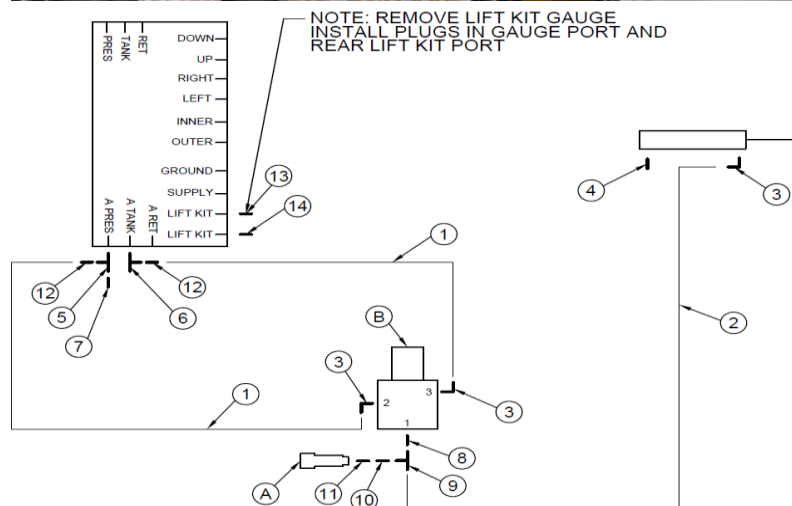 NOTE: REMOVE LIFT KIT GAUGE
INSTALL PLUGS IN GAUGE PORT AND
REAR LIFT KIT PORT
PRES
TANK
RET
DOWN
UP
RIGHT
LEFT
INNER
OUTER
GROUND
SUPPLY
LIFT KIT
LIFT KIT
A PRES
A TANK
A RET
13
14
4
3
1
12
5
6
12
7
2
B
3
2
3
3
1
1
8
A
11
10
9